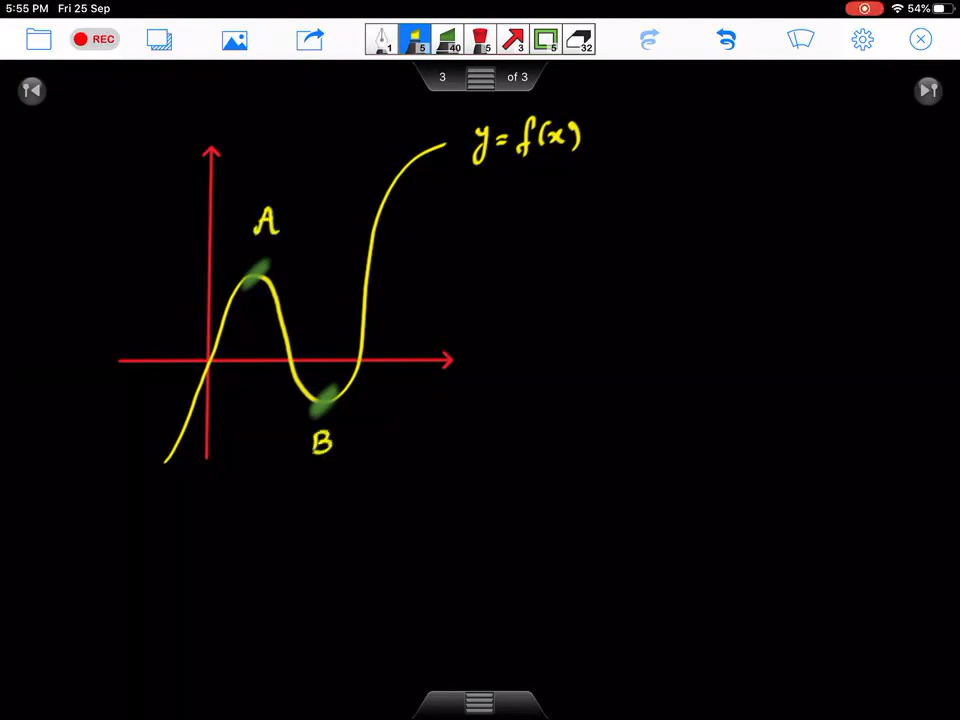 5:55 PM Fri 25 Sep
54%
REC
1
5
40
5
3
5
32
3 of 3
y = f(x)
A
B